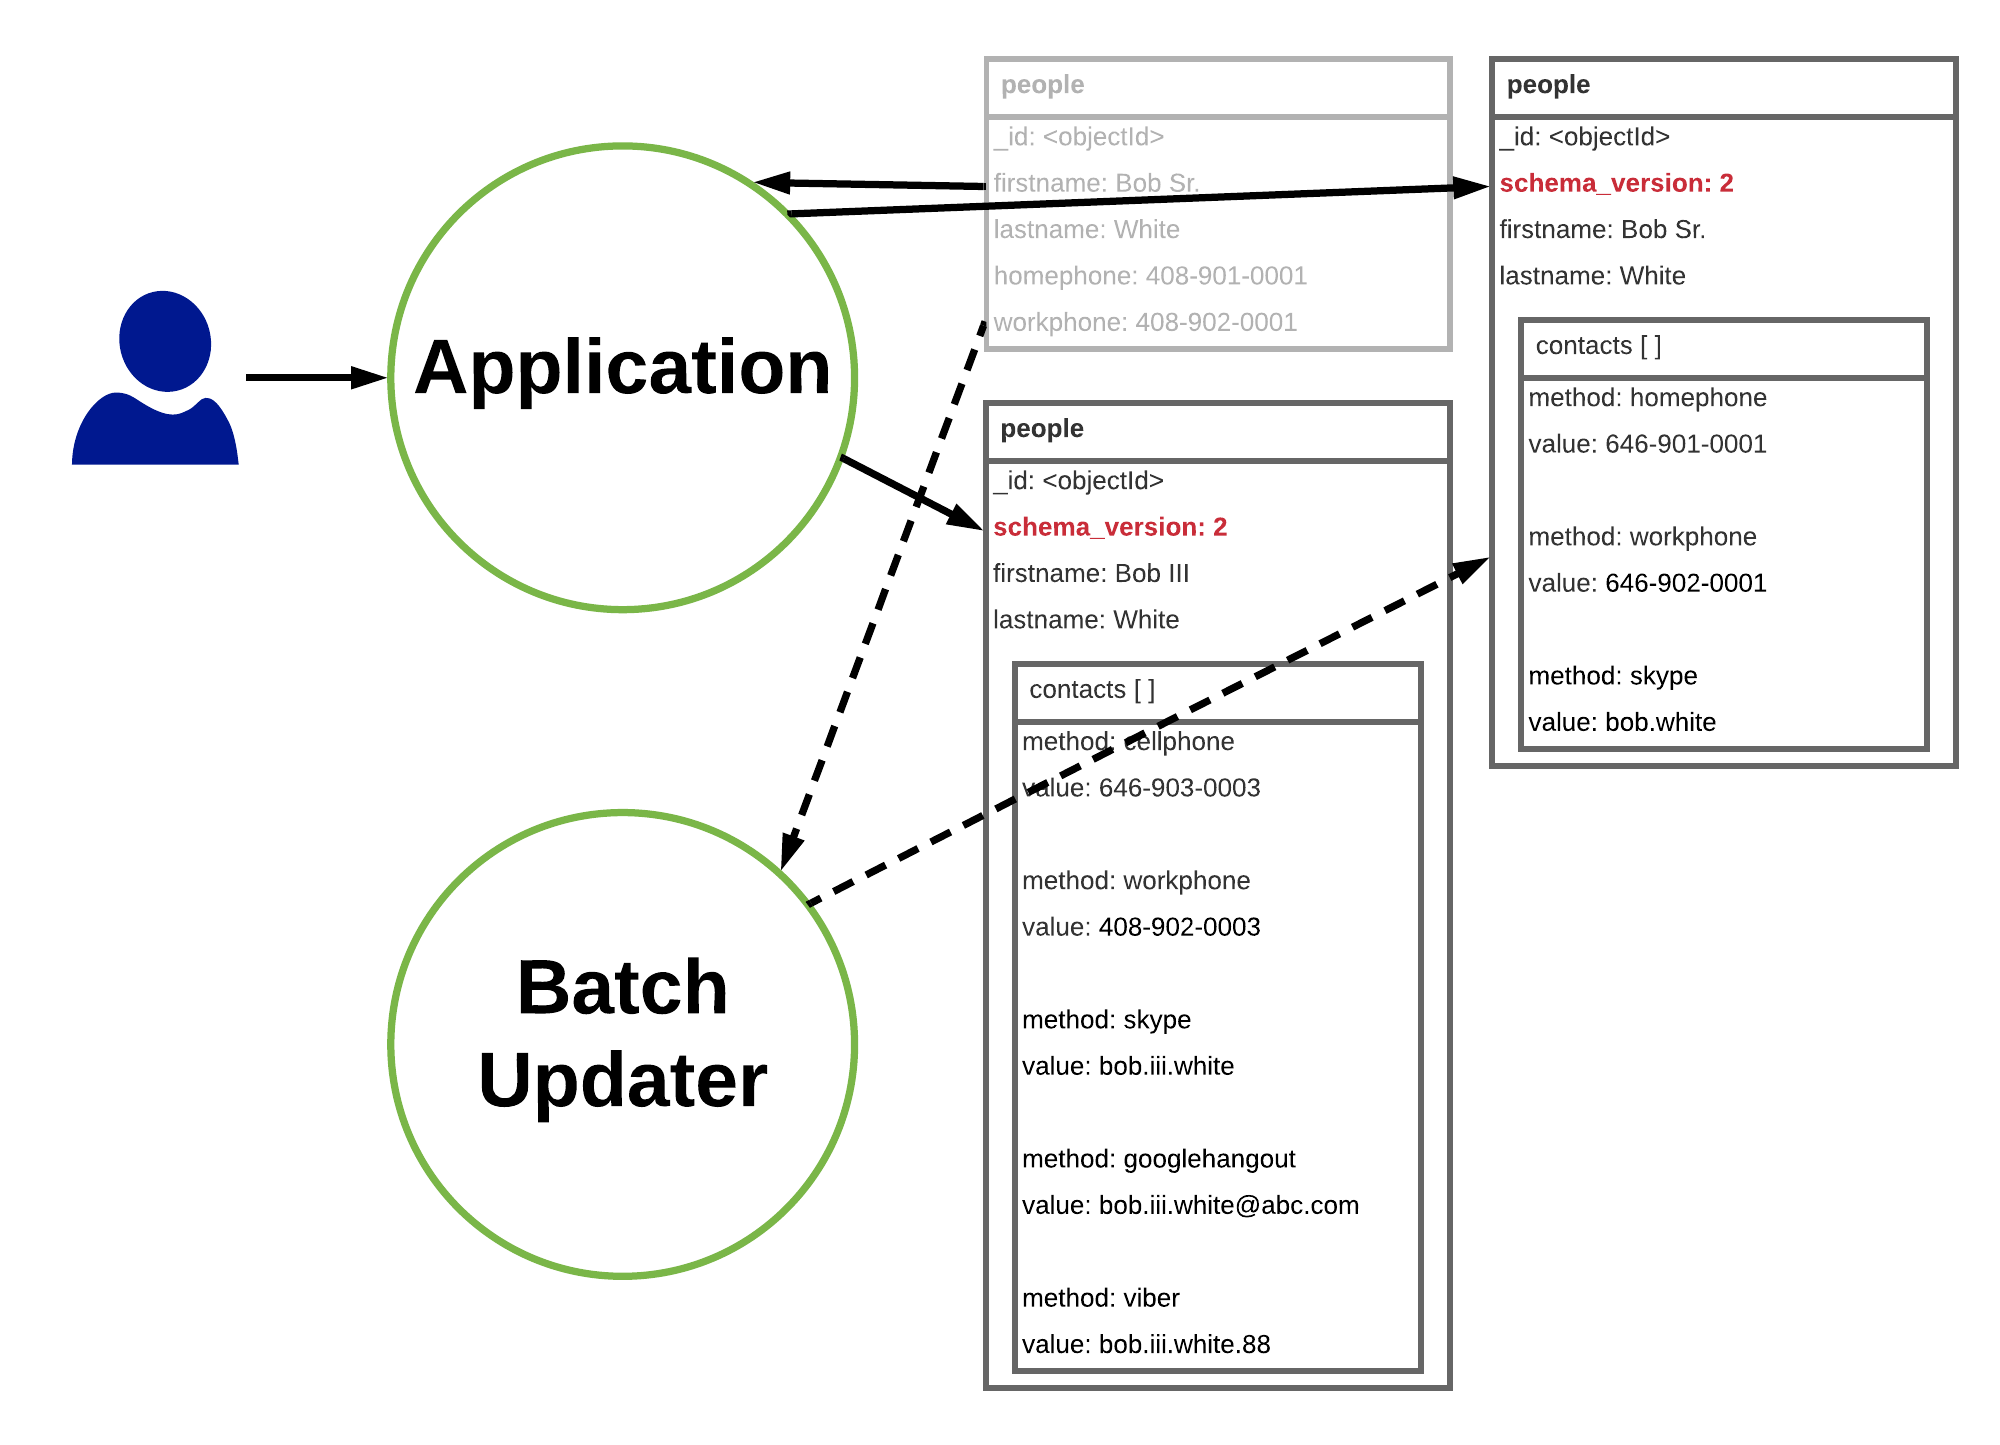 Application
Batch
Updater
people
_id: <objectId>
firstname: Bob Sr.
lastname: White
homephone: 408-901-0001
workphone: 408-902-0001
people
_id: <objectId>
schema_version: 2
firstname: Bob III
lastname: White
contacts [ ]
method: cellphone
value: 646-903-0003
method: workphone
value: 408-902-0003
method: skype
value: bob.iii.white
method: googlehangout
value: bob.iii.white@abc.com
method: viber
value: bob.iii.white.88
people
_id: <objectId>
schema_version: 2
firstname: Bob Sr.
lastname: White
contacts [ ]
method: homephone
value: 646-901-0001
method: workphone
value: 646-902-0001
method: skype
value: bob.white